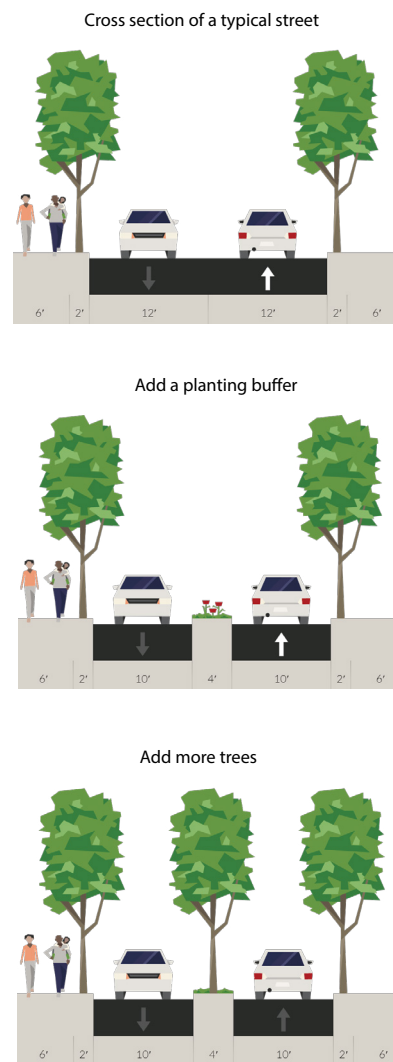 Cross section of a typical street
6' 2' 12' 12' 2' 6'
Add a planting buffer
6' 2' 10' 4' 10' 2' 6'
Add more trees
6' 2' 10' 4' 10' 2' 6'